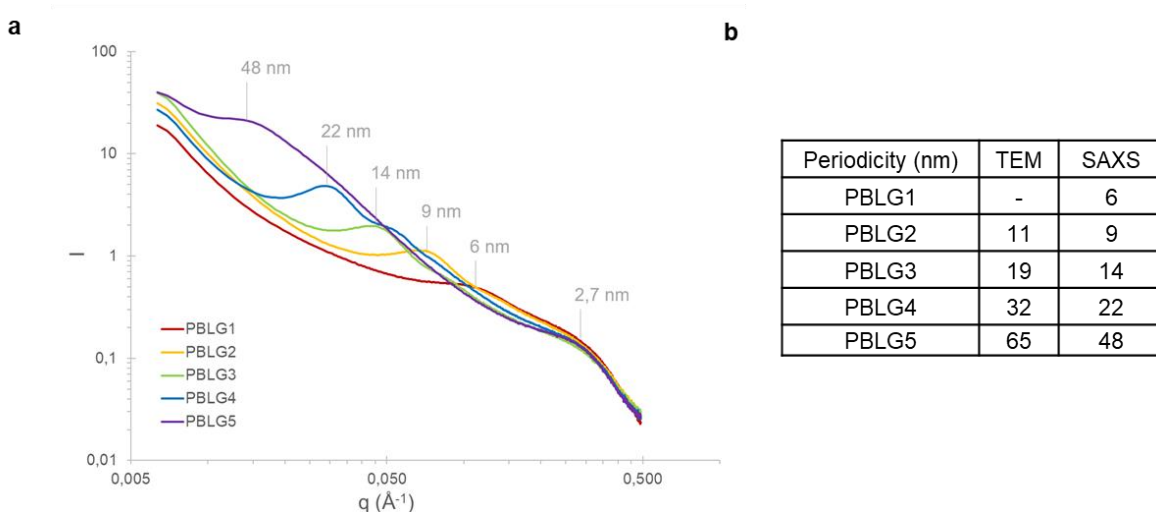 a
100
10
1
0,1
0,01
I
48 nm
22 nm
14 nm
9 nm
6 nm
2,7 nm
PBLG1
PBLG2
PBLG3
PBLG4
PBLG5
0,005
0,050
0,500
q (Å-1)
b
Periodicity (nm) TEM SAXS
PBLG1 - 6
PBLG2 11 9
PBLG3 19 14
PBLG4 32 22
PBLG5 65 48